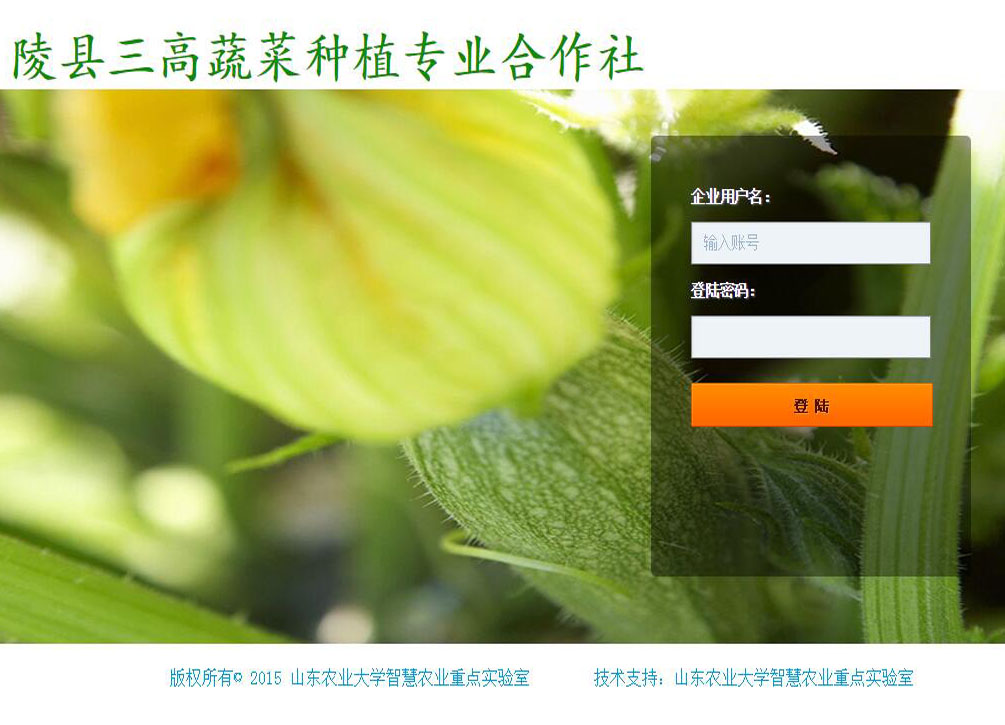 陵县三高蔬菜种植专业合作社
企业用户名：
输入账号
登陆密码：
登 陆
版权所有© 2015 山东农业大学智慧农业重点实验室 技术支持：山东农业大学智慧农业重点实验室